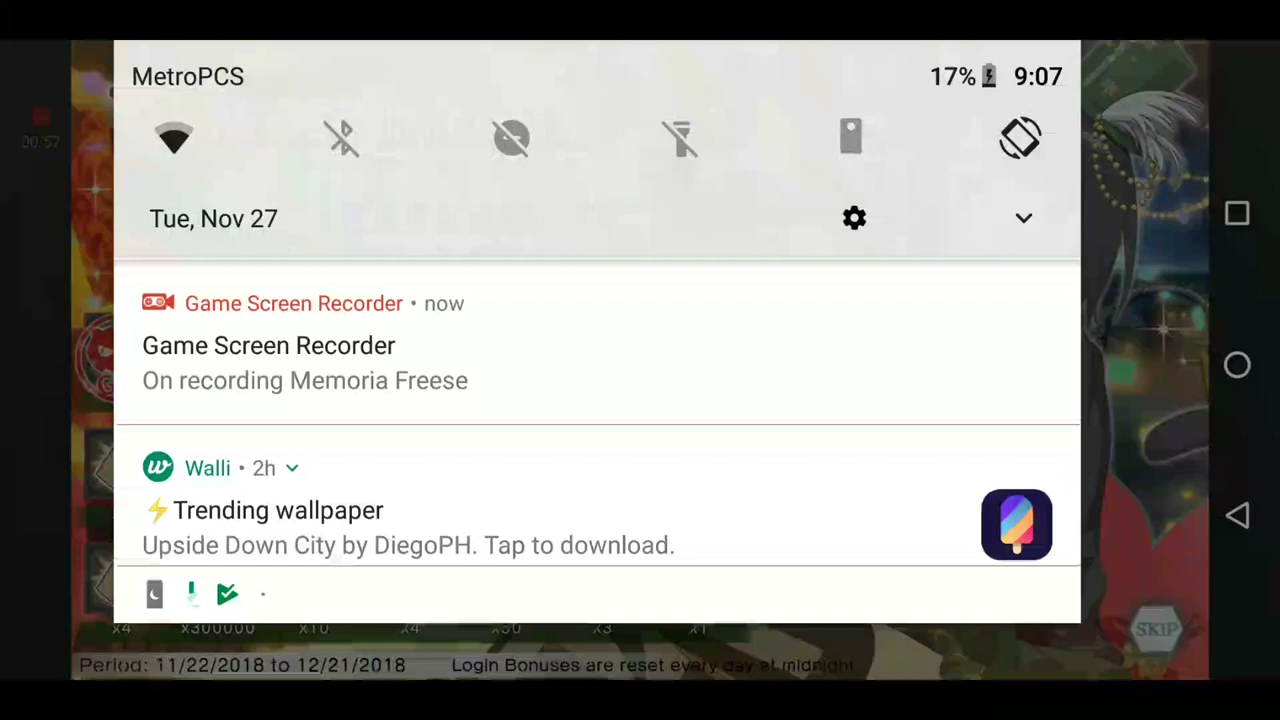 MetroPCS 17% 9:07
00:57
Tue, Nov 27
Game Screen Recorder • now
Game Screen Recorder
On recording Memoria Freese
Walli • 2h
⚡Trending wallpaper
Upside Down City by DiegoPH. Tap to download.
x4 x300000 x10 x4 x50 x3 x1
SKIP
Period: 11/22/2018 to 12/21/2018 Login Bonuses are reset every day at midnight